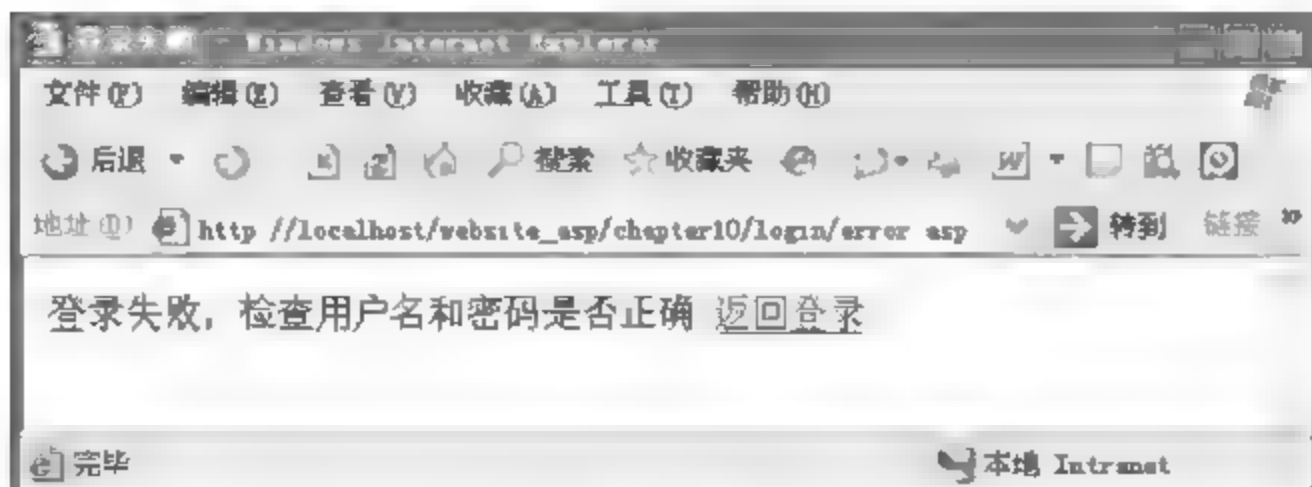 登录失败 - Windows Internet Explorer
文件(F) 编辑(E) 查看(V) 收藏(A) 工具(T) 帮助(H)
后退 搜索 收藏夹
地址(D) http://localhost/website_asp/chapter10/login/error.asp 转到 链接 »
登录失败，检查用户名和密码是否正确 返回登录
完毕 本地 Intranet